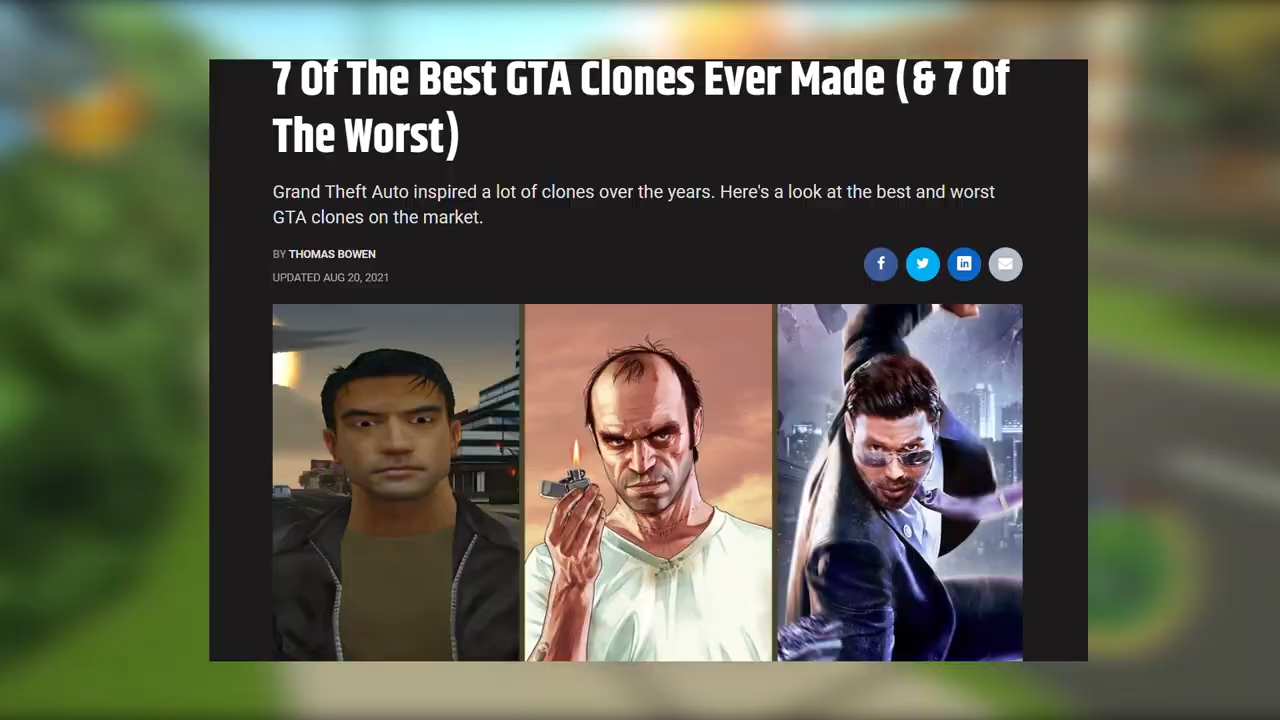 7 Of The Best GTA Clones Ever Made (& 7 Of
The Worst)
Grand Theft Auto inspired a lot of clones over the years. Here's a look at the best and worst
GTA clones on the market.
BY THOMAS BOWEN
UPDATED AUG 20, 2021